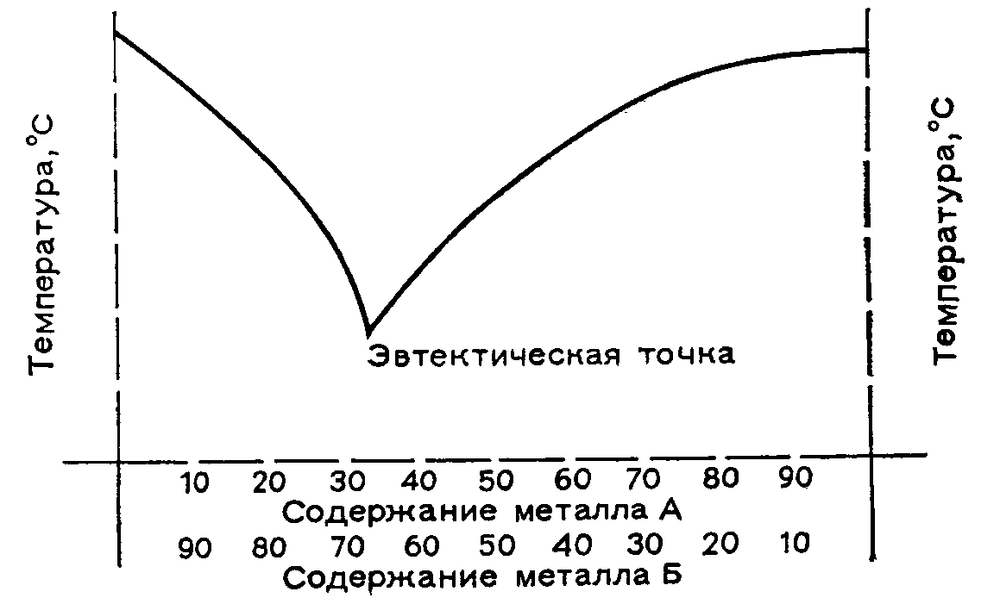 Температура,°С
Температура,°С
Эвтектическая точка
10 20 30 40 50 60 70 80 90
Содержание металла А
90 80 70 60 50 40 30 20 10
Содержание металла Б